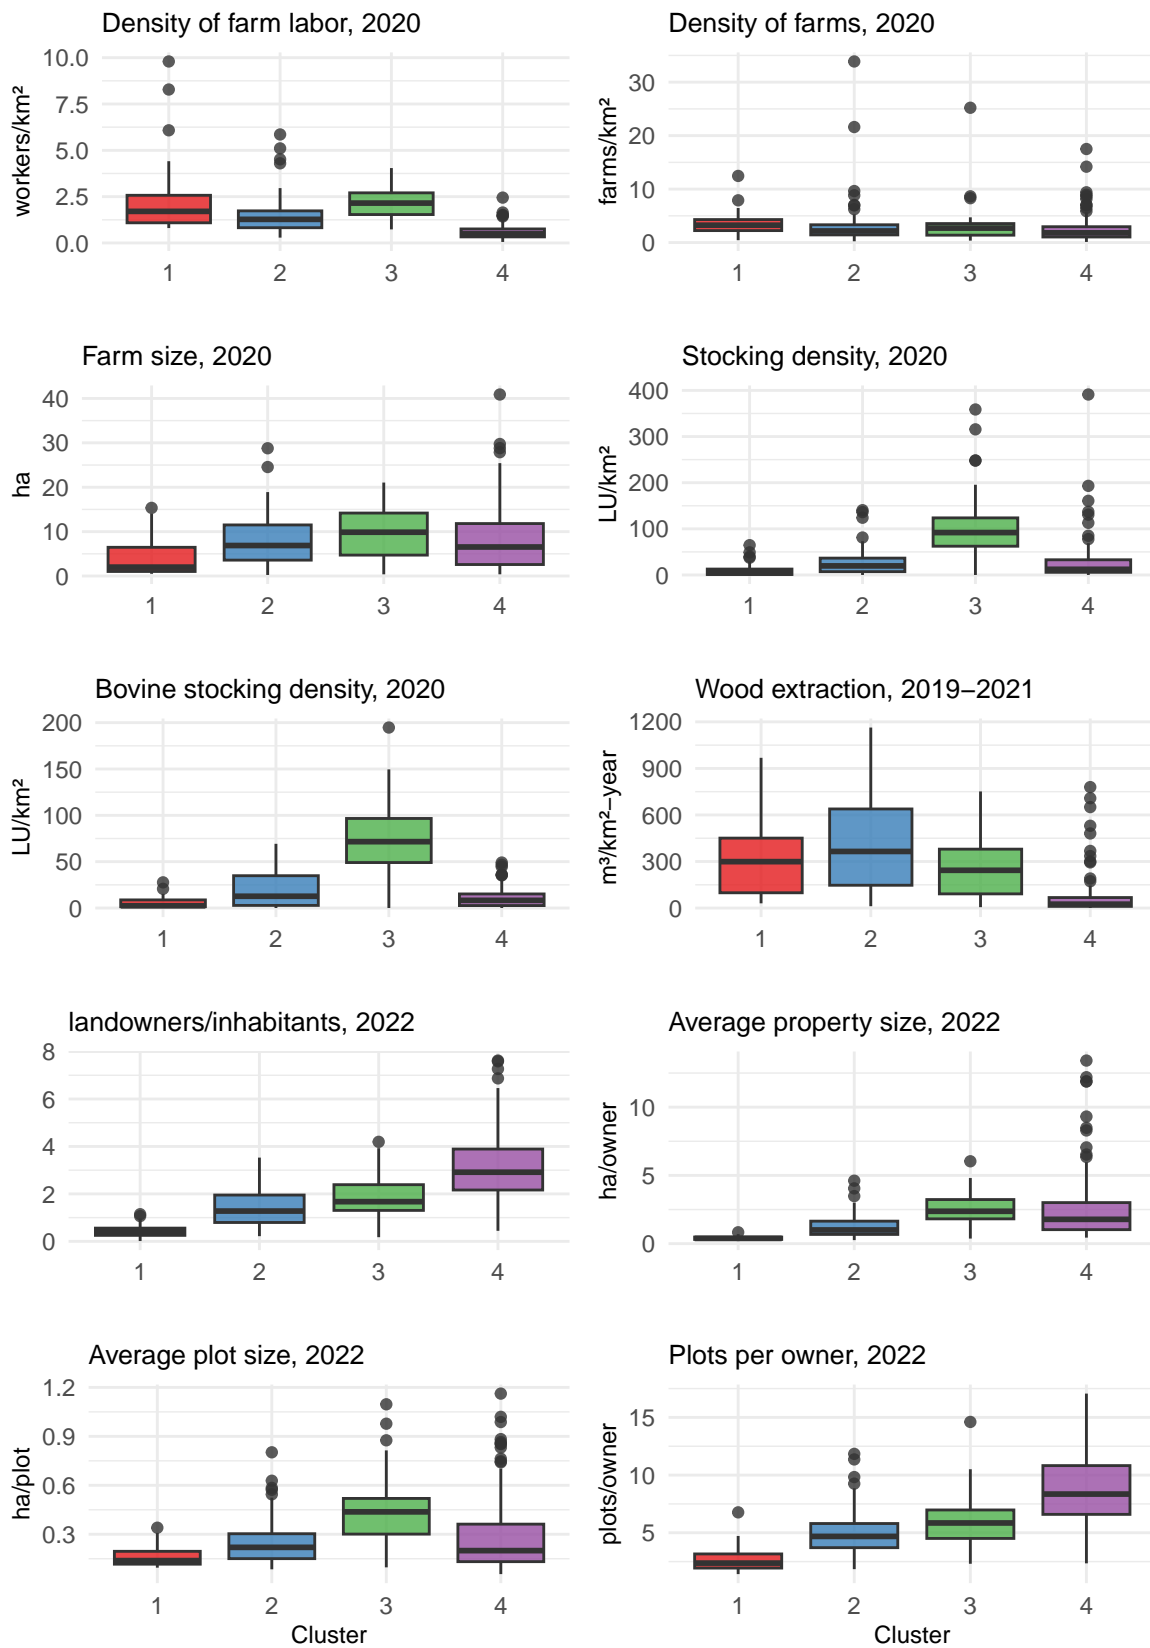 Density of farm labor, 2020
workers/km²
10.0
7.5
5.0
2.5
0.0
1 2 3 4
Density of farms, 2020
farms/km²
30
20
10
0
1 2 3 4
Farm size, 2020
ha
40
30
20
10
0
1 2 3 4
Stocking density, 2020
LU/km²
400
300
200
100
0
1 2 3 4
Bovine stocking density, 2020
LU/km²
200
150
100
50
0
1 2 3 4
Wood extraction, 2019−2021
m³/km²−year
1200
900
600
300
0
1 2 3 4
landowners/inhabitants, 2022
8
6
4
2
0
1 2 3 4
Average property size, 2022
ha/owner
10
5
0
1 2 3 4
Average plot size, 2022
ha/plot
1.2
0.9
0.6
0.3
1 2 3 4
Cluster
Plots per owner, 2022
plots/owner
15
10
5
1 2 3 4
Cluster